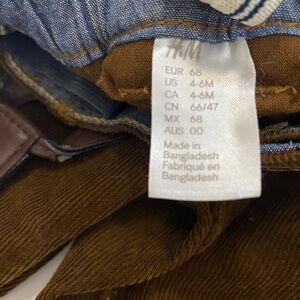 H&M
EUR 68
US 4-6M
CA 4-6M
CN 66/47
MX 68
AUS 00
Made in
Bangladesh
Fabriqué en
Bangladesh